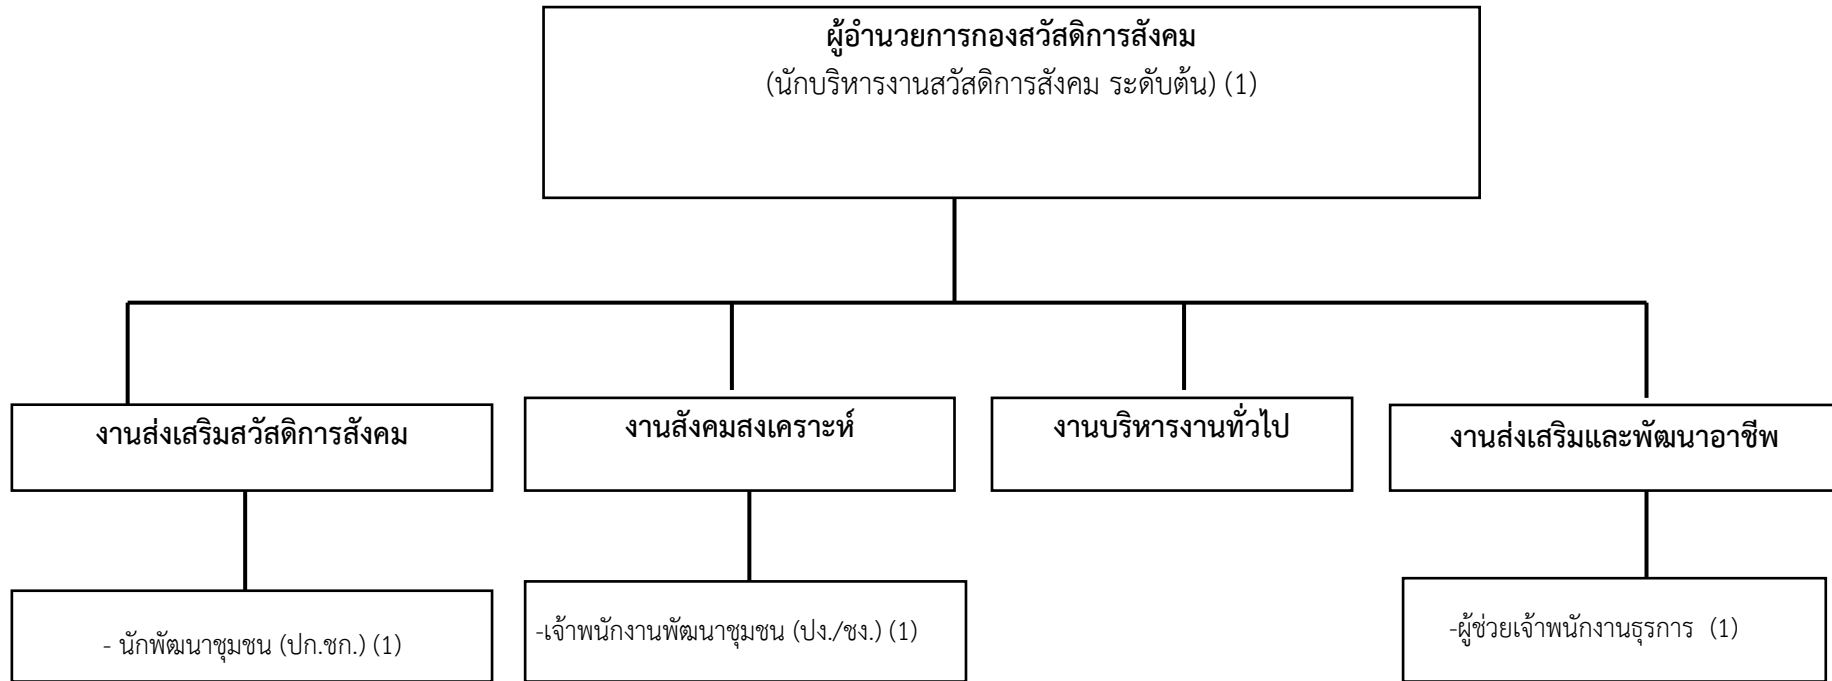 ผู้อำนวยการกองสวัสดิการสังคม
(นักบริหารงานสวัสดิการสังคม ระดับต้น) (1)
งานส่งเสริมสวัสดิการสังคม
งานสังคมสงเคราะห์
งานบริหารงานทั่วไป
งานส่งเสริมและพัฒนาอาชีพ
- นักพัฒนาชุมชน (ปก.ชก.) (1)
-เจ้าพนักงานพัฒนาชุมชน (ปง./ชง.) (1)
-ผู้ช่วยเจ้าพนักงานธุรการ (1)